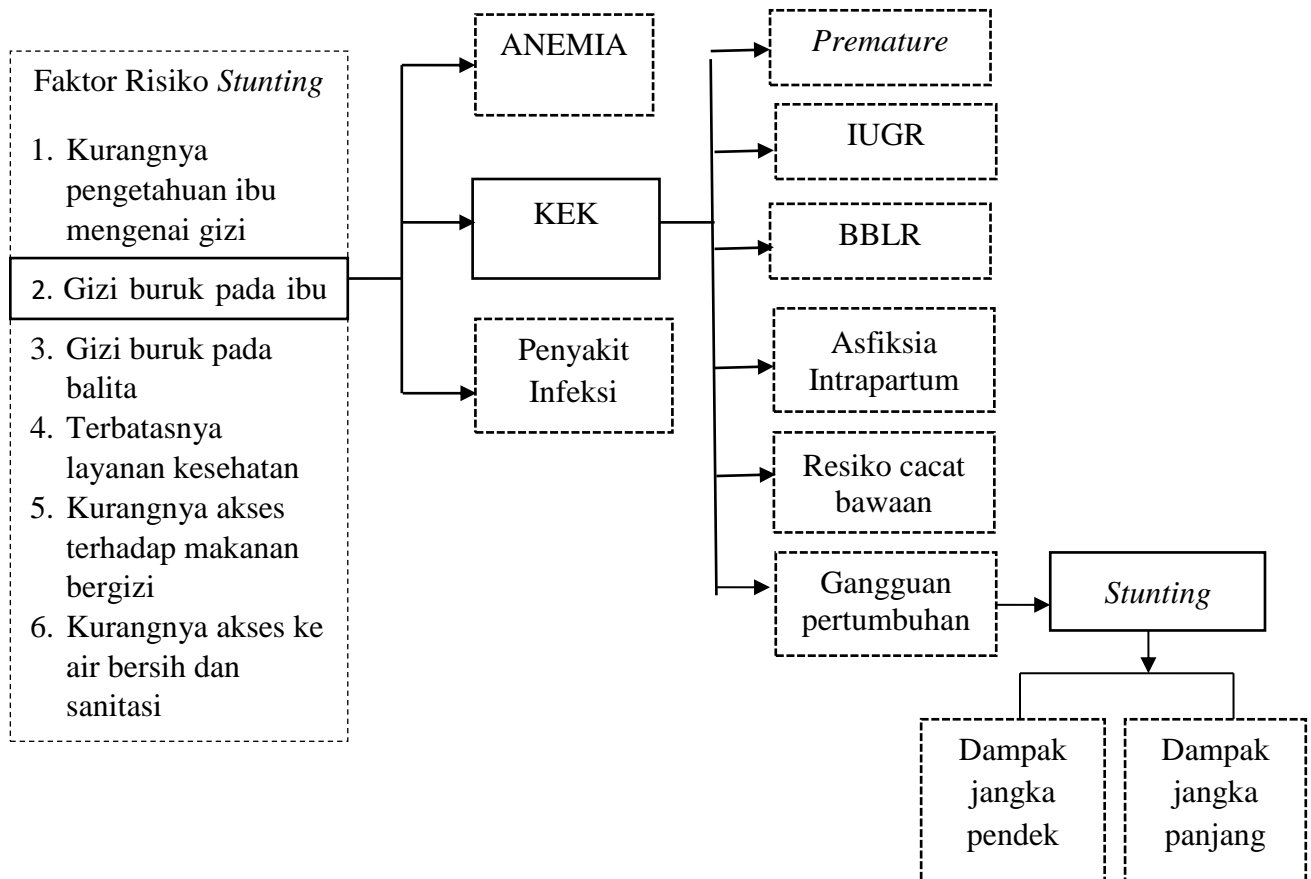 Faktor Risiko Stunting
1. Kurangnya
pengetahuan ibu
mengenai gizi
2. Gizi buruk pada ibu
3. Gizi buruk pada
balita
4. Terbatasnya
layanan kesehatan
5. Kurangnya akses
terhadap makanan
bergizi
6. Kurangnya akses ke
air bersih dan
sanitasi
ANEMIA
KEK
Penyakit
Infeksi
Premature
IUGR
BBLR
Asfiksia
Intrapartum
Resiko cacat
bawaan
Gangguan
pertumbuhan
Stunting
Dampak
jangka
pendek
Dampak
jangka
panjang